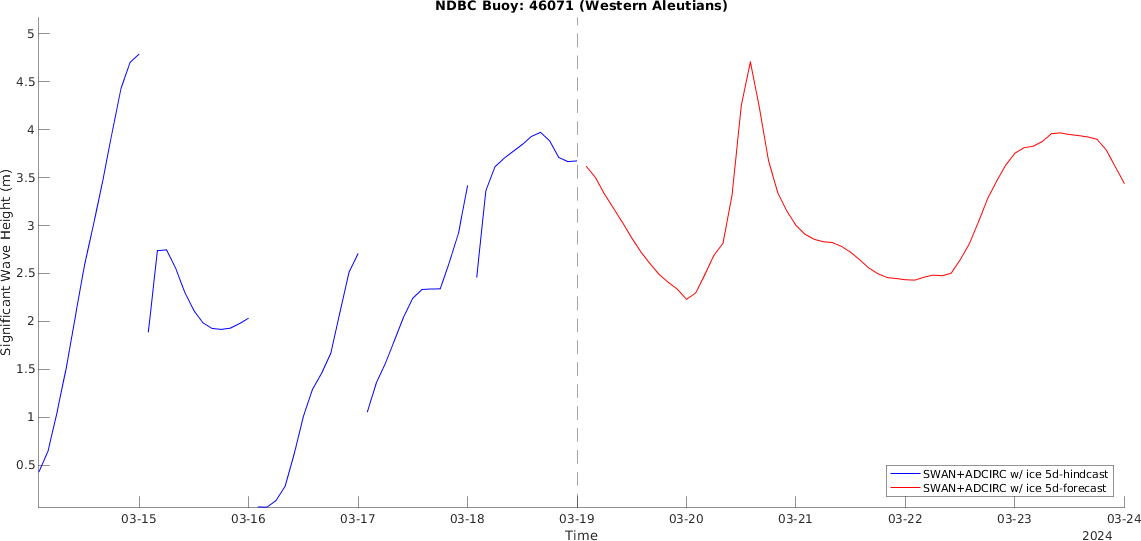 NDBC Buoy: 46071 (Western Aleutians)
5
4.5
4
3.5
3
2.5
2
1.5
1
0.5
Significant Wave Height (m)
SWAN+ADCIRC w/ ice 5d-hindcast
SWAN+ADCIRC w/ ice 5d-forecast
03-15 03-16 03-17 03-18 03-19 03-20 03-21 03-22 03-23 03-24
Time
2024